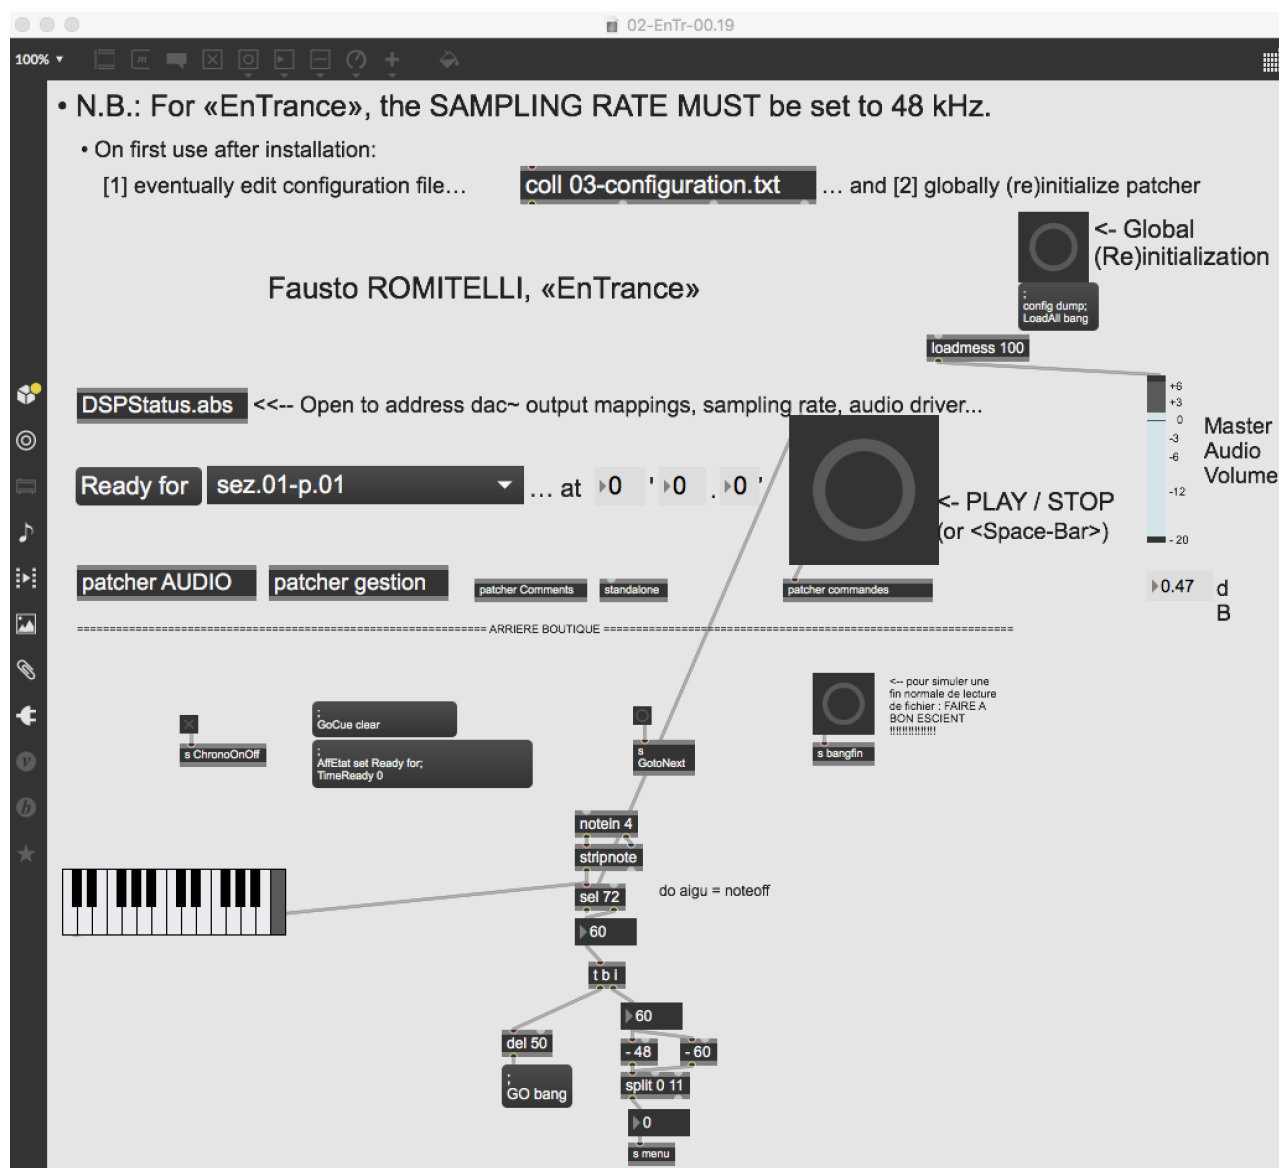 02-EnTr-00.19
100%
• N.B.: For «EnTrance», the SAMPLING RATE MUST be set to 48 kHz.
• On first use after installation:
[1] eventually edit configuration file…
coll 03-configuration.txt
… and [2] globally (re)initialize patcher
<- Global
(Re)initialization
;
config dump;
LoadAll bang
Fausto ROMITELLI, «EnTrance»
loadmess 100
DSPStatus.abs
<<-- Open to address dac~ output mappings, sampling rate, audio driver...
+6
+3
0
-3
-6
-12
-20
Master
Audio
Volume
Ready for
sez.01-p.01
... at
0
'
0
.
0
'
<- PLAY / STOP
(or <Space-Bar>)
patcher AUDIO
patcher gestion
patcher Comments
standalone
patcher commandes
0.47
d
B
ARRIERE BOUTIQUE
<-- pour simuler une
fin normale de lecture
de fichier : FAIRE A
BON ESCIENT
!!!!!!!!!!!!!!!
s ChronoOnOff
;
GoCue clear
;
AffEtat set Ready for;
TimeReady 0
s
GotoNext
s bangfin
notein 4
stripnote
sel 72
do aigu = noteoff
60
t b i
60
del 50
- 48
- 60
;
GO bang
split 0 11
0
s menu